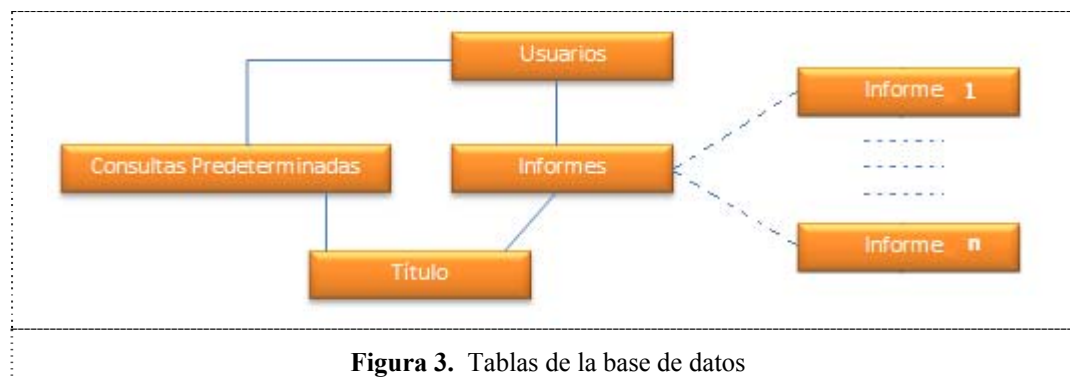 Usuarios
Informe 1
Consultas Predeterminadas
Informes
Informe n
Título
Figura 3. Tablas de la base de datos